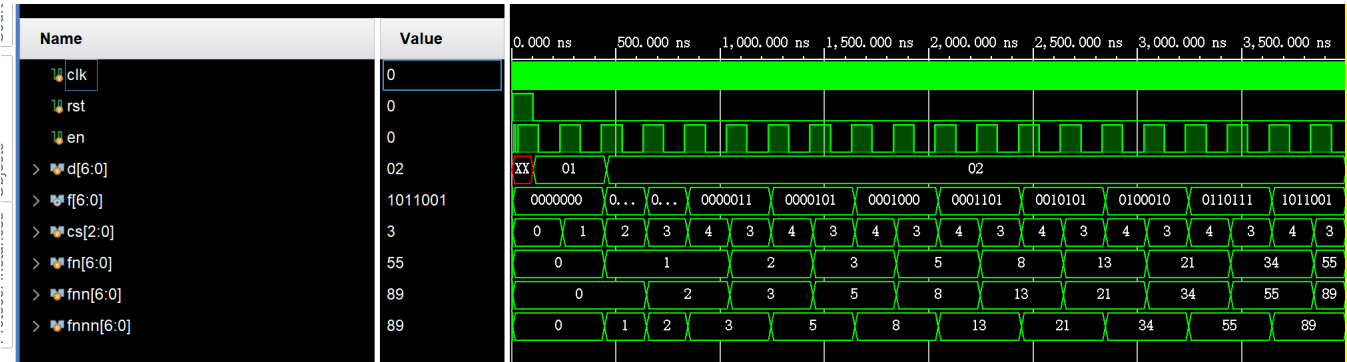 Name Value
0.000 ns 500.000 ns 1,000.000 ns 1,500.000 ns 2,000.000 ns 2,500.000 ns 3,000.000 ns 3,500.000 ns
clk 0
rst 0
en 0
d[6:0] 02 XX 01 02
f[6:0] 1011001 0000000 0... 0... 0000011 0000101 0001000 0001101 0010101 0100010 0110111 1011001
cs[2:0] 3 0 1 2 3 4 3 4 3 4 3 4 3 4 3 4 3 4 3 4 3
fn[6:0] 55 0 1 2 3 5 8 13 21 34 55
fnn[6:0] 89 0 2 3 5 8 13 21 34 55 89
fnnn[6:0] 89 0 1 2 3 5 8 13 21 34 55 89